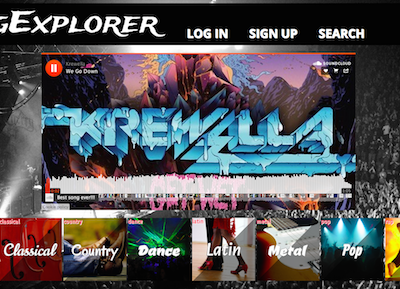 gExplorer
LOG IN SIGN UP SEARCH
Krewella
We Go Down
SOUNDCLOUD
KREWELLA
Best song ever!!!
classical country dance latin metal pop
Classical Country Dance Latin Metal Pop